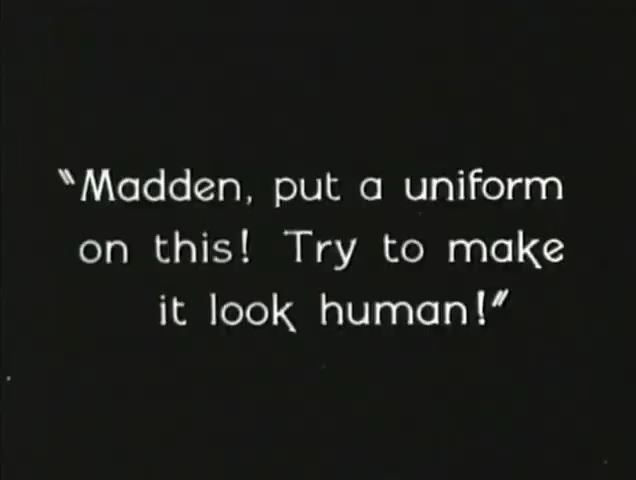 "Madden, put a uniform
on this! Try to make
it look human!"